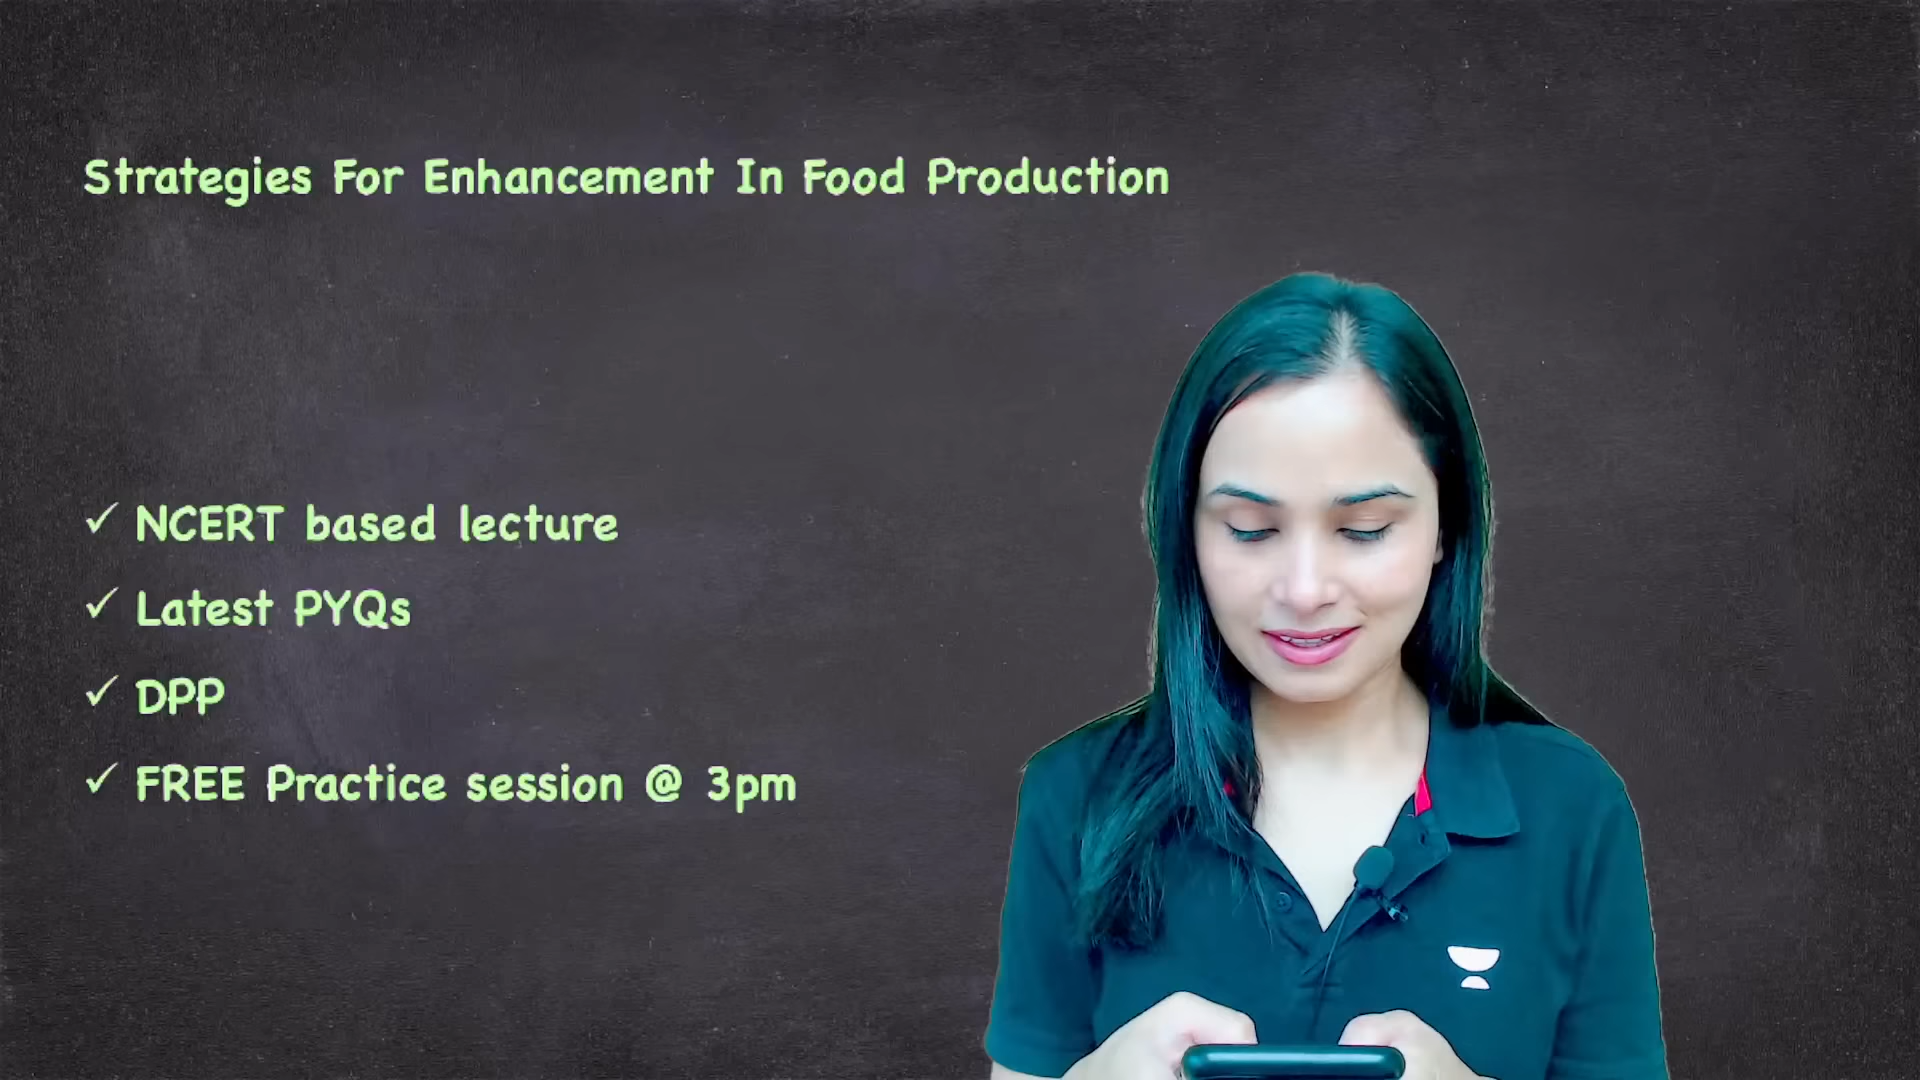 Strategies For Enhancement In Food Production
✓ NCERT based lecture
✓ Latest PYQs
✓ DPP
✓ FREE Practice session @ 3pm